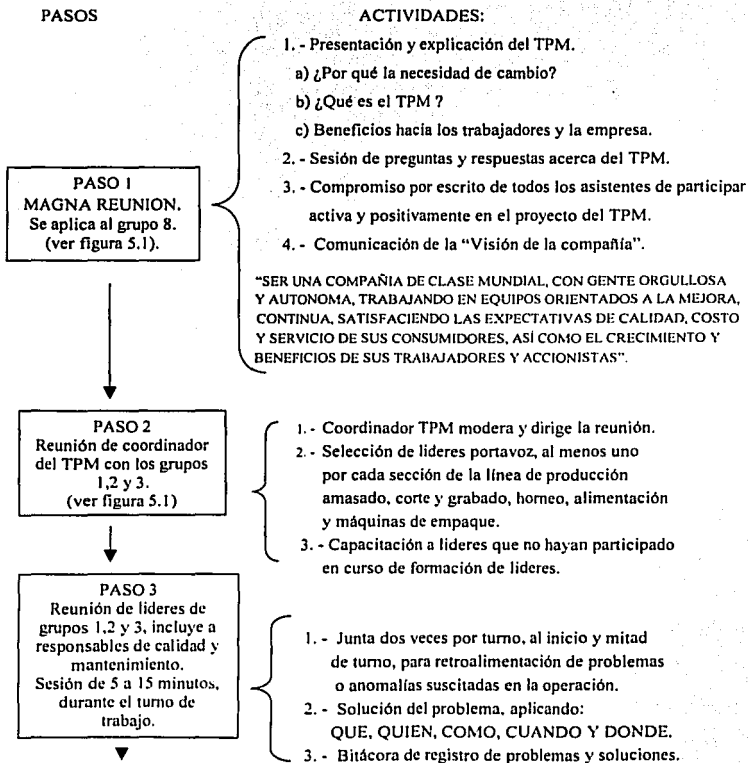 PASOS
ACTIVIDADES:
PASO 1
MAGNA REUNION.
Se aplica al grupo 8.
(ver figura 5.1).
1. - Presentación y explicación del TPM.
a) ¿Por qué la necesidad de cambio?
b) ¿Qué es el TPM ?
c) Beneficios hacia los trabajadores y la empresa.
2. - Sesión de preguntas y respuestas acerca del TPM.
3. - Compromiso por escrito de todos los asistentes de participar
activa y positivamente en el proyecto del TPM.
4. - Comunicación de la "Visión de la compañía".
"SER UNA COMPAÑIA DE CLASE MUNDIAL, CON GENTE ORGULLOSA
Y AUTONOMA, TRABAJANDO EN EQUIPOS ORIENTADOS A LA MEJORA,
CONTINUA, SATISFACIENDO LAS EXPECTATIVAS DE CALIDAD, COSTO
Y SERVICIO DE SUS CONSUMIDORES, ASÍ COMO EL CRECIMIENTO Y
BENEFICIOS DE SUS TRABAJADORES Y ACCIONISTAS".
PASO 2
Reunión de coordinador
del TPM con los grupos
1,2 y 3.
(ver figura 5.1)
1. - Coordinador TPM modera y dirige la reunión.
2. - Selección de lideres portavoz, al menos uno
por cada sección de la línea de producción
amasado, corte y grabado, horneo, alimentación
y máquinas de empaque.
3. - Capacitación a lideres que no hayan participado
en curso de formación de lideres.
PASO 3
Reunión de lideres de
grupos 1,2 y 3, incluye a
responsables de calidad y
mantenimiento.
Sesión de 5 a 15 minutos,
durante el turno de
trabajo.
1. - Junta dos veces por turno, al inicio y mitad
de turno, para retroalimentación de problemas
o anomalías suscitadas en la operación.
2. - Solución del problema, aplicando:
QUE, QUIEN, COMO, CUANDO Y DONDE.
3. - Bitácora de registro de problemas y soluciones.